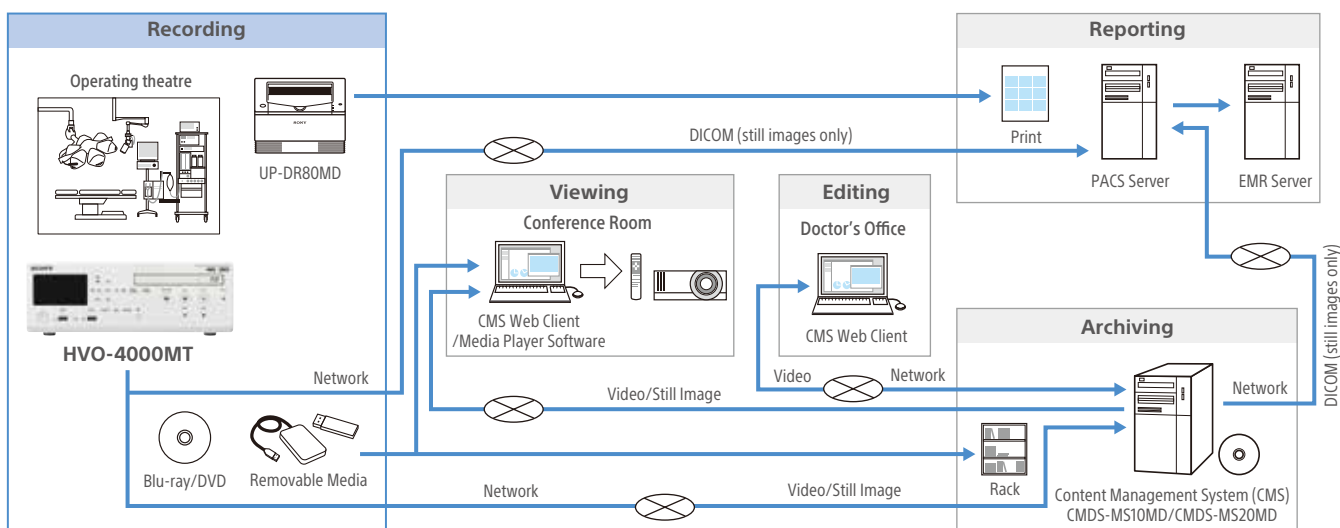 Recording
Operating theatre
SONY
UP-DR80MD
HVO-4000MT
Network
Blu-ray/DVD
Removable Media
Network
Video/Still Image
DICOM (still images only)
Viewing
Conference Room
CMS Web Client
/Media Player Software
Video/Still Image
Editing
Doctor's Office
CMS Web Client
Video
Network
Reporting
Print
PACS Server
EMR Server
DICOM (still images only)
Archiving
Network
Rack
Content Management System (CMS)
CMDS-MS10MD/CMDS-MS20MD